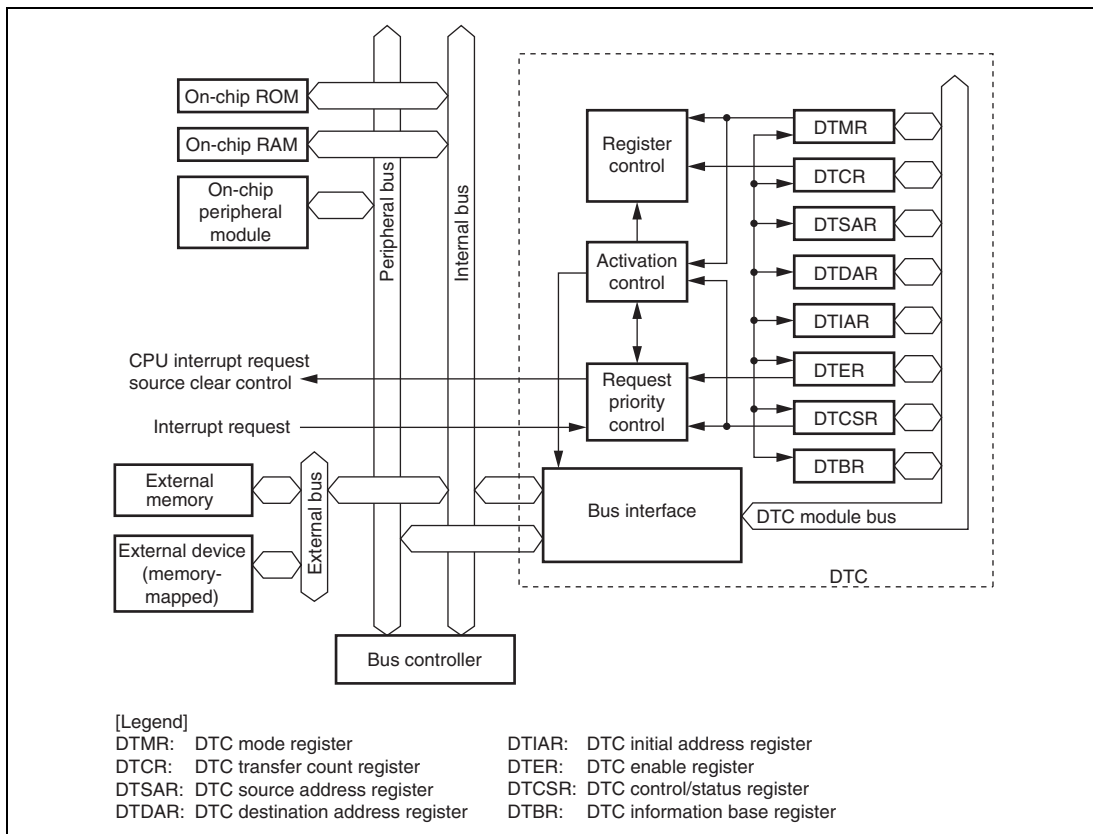 On-chip ROM
On-chip RAM
On-chip
peripheral
module
Peripheral bus
Internal bus
Register
control
Activation
control
Request
priority
control
DTMR
DTCR
DTSAR
DTDAR
DTIAR
DTER
DTCSR
DTBR
CPU interrupt request
source clear control
Interrupt request
External
memory
External device
(memory-
mapped)
External bus
Bus interface
DTC module bus
DTC
Bus controller
[Legend]
DTMR: DTC mode register
DTCR: DTC transfer count register
DTSAR: DTC source address register
DTDAR: DTC destination address register
DTIAR: DTC initial address register
DTER: DTC enable register
DTCSR: DTC control/status register
DTBR: DTC information base register